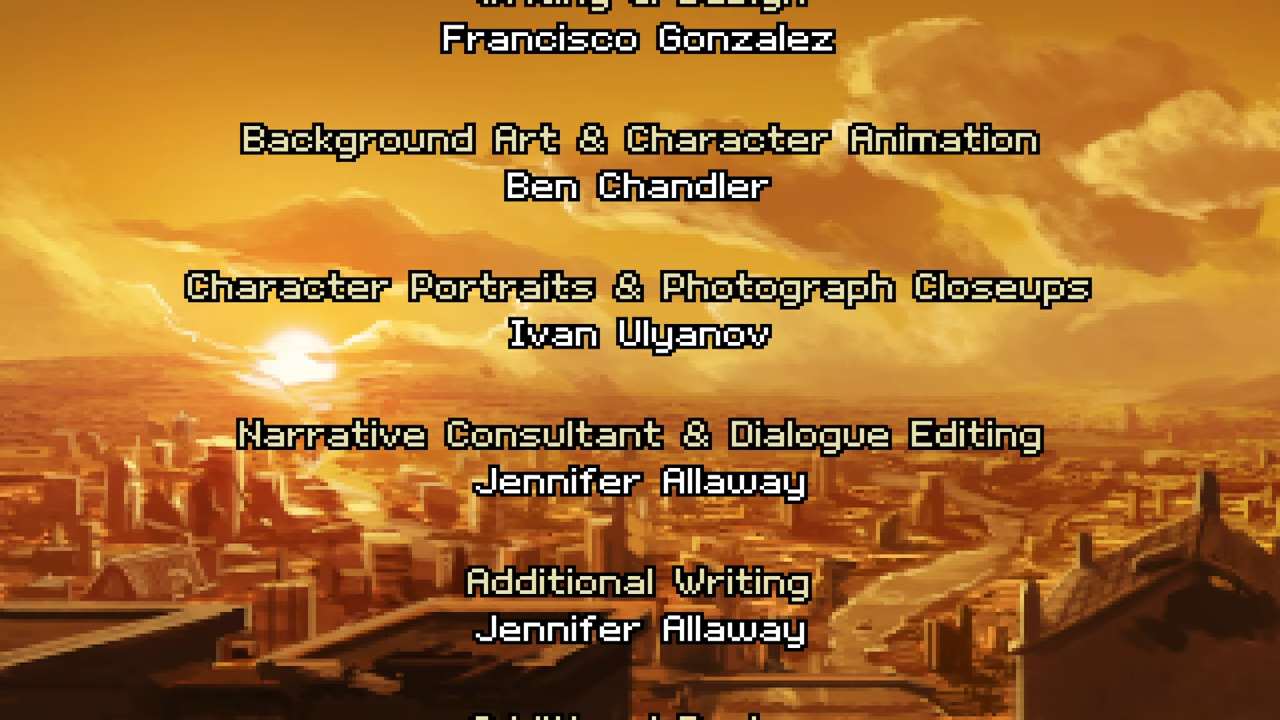 Francisco Gonzalez
Background Art & Character Animation
Ben Chandler
Character Portraits & Photograph Closeups
Ivan Ulyanov
Narrative Consultant & Dialogue Editing
Jennifer Allaway
Additional Writing
Jennifer Allaway